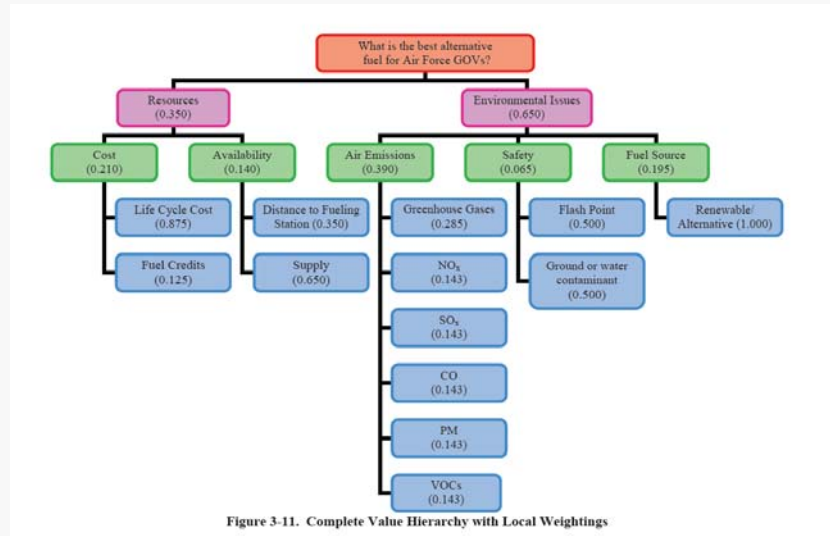 What is the best alternative
fuel for Air Force GOVs?
Resources
(0.350)
Environmental Issues
(0.650)
Cost
(0.210)
Availability
(0.140)
Air Emissions
(0.390)
Safety
(0.065)
Fuel Source
(0.195)
Life Cycle Cost
(0.875)
Fuel Credits
(0.125)
Distance to Fueling
Station (0.350)
Supply
(0.650)
Greenhouse Gases
(0.285)
NOₓ
(0.143)
SOₓ
(0.143)
CO
(0.143)
PM
(0.143)
VOCs
(0.143)
Flash Point
(0.500)
Ground or water
contaminant
(0.500)
Renewable/
Alternative (1.000)
Figure 3-11. Complete Value Hierarchy with Local Weightings